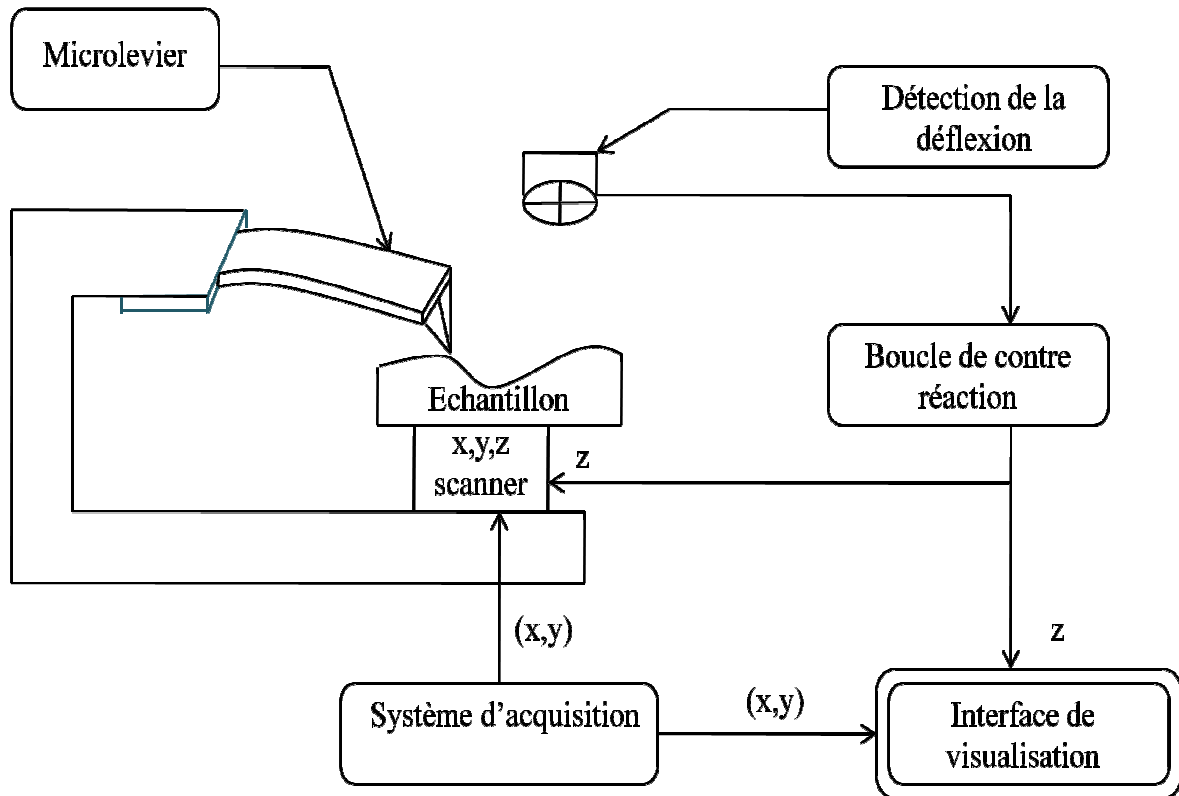 Microlevier
Détection de la
déflexion
Boucle de contre
réaction
Echantillon
x,y,z
scanner
z
(x,y)
z
Système d'acquisition
(x,y)
Interface de
visualisation